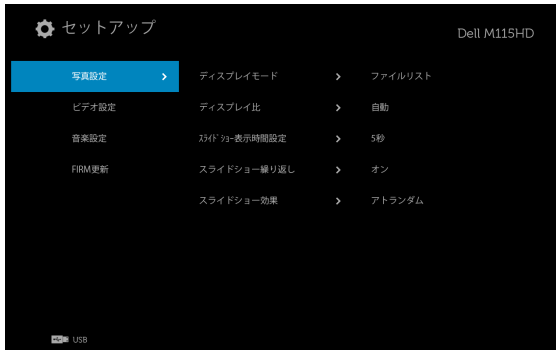 セットアップ
Dell M115HD
写真設定 ディスプレイモード ファイルリスト
ビデオ設定 ディスプレイ比 自動
音楽設定 ｽﾗｲﾄﾞｼｮｰ表示時間設定 5秒
FIRM更新 スライドショー繰り返し オン
スライドショー効果 アトランダム
USB